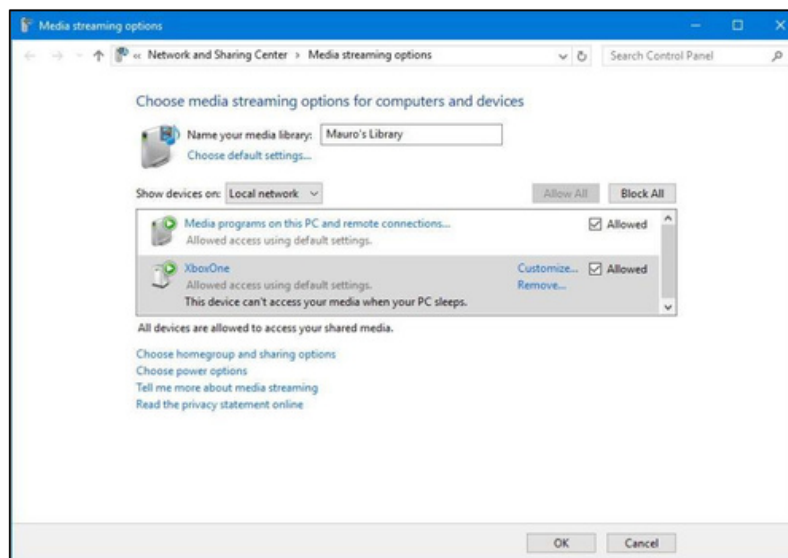 Media streaming options
« Network and Sharing Center > Media streaming options
Search Control Panel
Choose media streaming options for computers and devices
Name your media library: Mauro's Library
Choose default settings...
Show devices on: Local network Allow All Block All
Media programs on this PC and remote connections... Allowed
Allowed access using default settings.
XboxOne Customize... Allowed
Allowed access using default settings. Remove...
This device can't access your media when your PC sleeps.
All devices are allowed to access your shared media.
Choose homegroup and sharing options
Choose power options
Tell me more about media streaming
Read the privacy statement online
OK Cancel